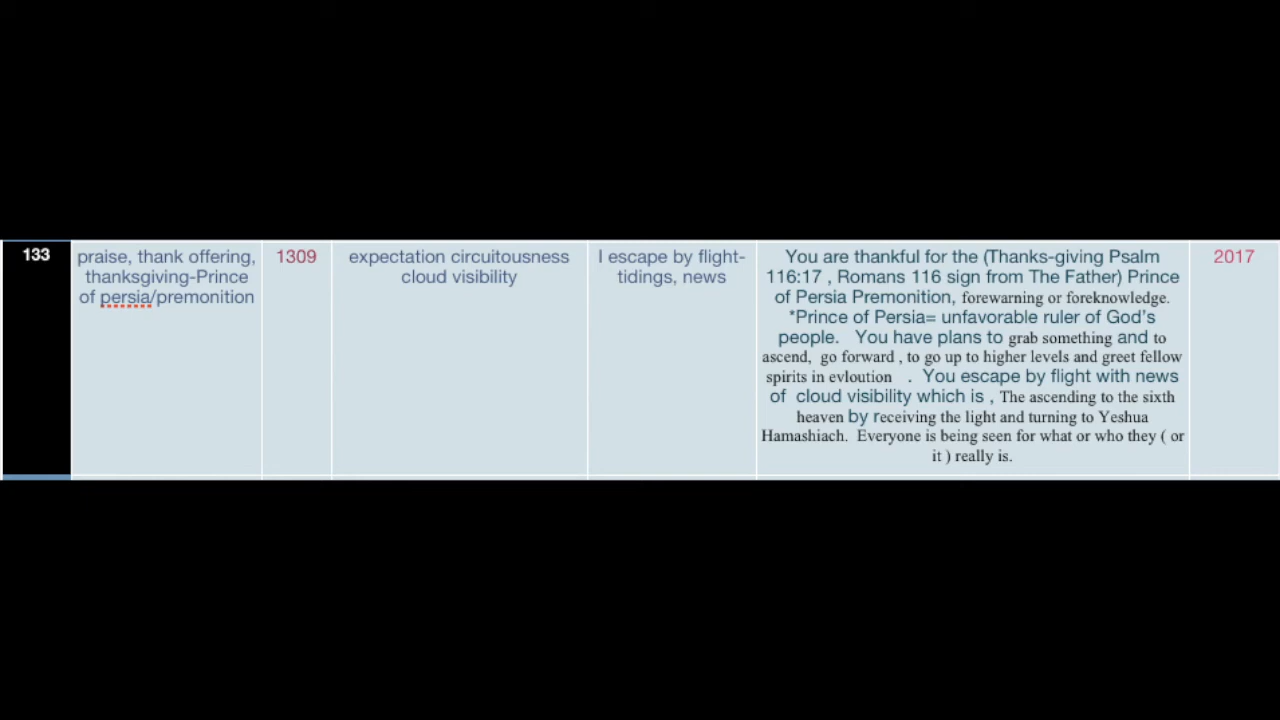 133
praise, thank offering,
thanksgiving-Prince
of persia/premonition
1309
expectation circuitousness
cloud visibility
I escape by flight-
tidings, news
You are thankful for the (Thanks-giving Psalm
116:17 , Romans 116 sign from The Father) Prince
of Persia Premonition, forewarning or foreknowledge.
*Prince of Persia= unfavorable ruler of God’s
people. You have plans to grab something and to
ascend, go forward , to go up to higher levels and greet fellow
spirits in evloution . You escape by flight with news
of cloud visibility which is , The ascending to the sixth
heaven by receiving the light and turning to Yeshua
Hamashiach. Everyone is being seen for what or who they ( or
it ) really is.
2017